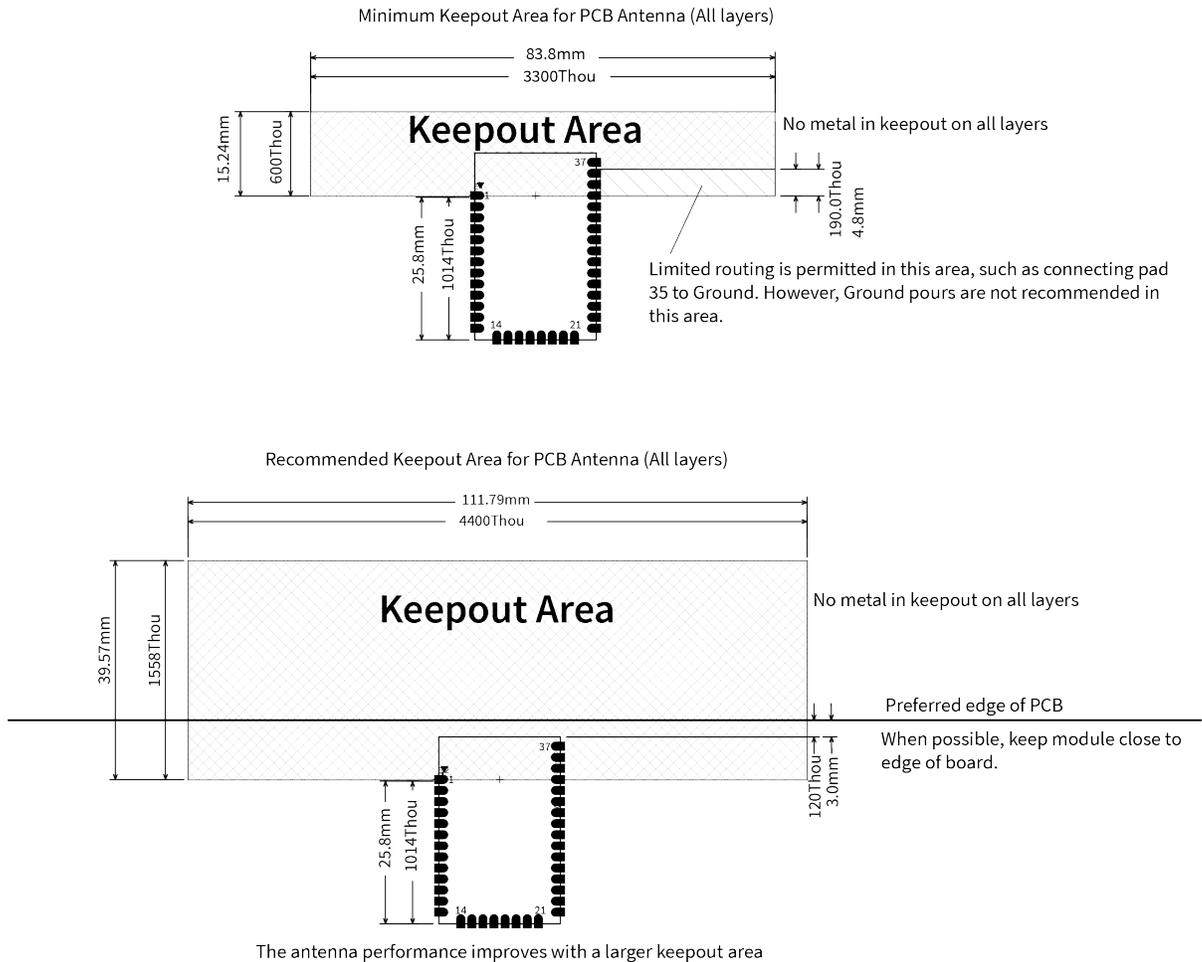 Minimum Keepout Area for PCB Antenna (All layers)
83.8mm
3300Thou
Keepout Area
No metal in keepout on all layers
15.24mm
600Thou
37
1
190.0Thou
4.8mm
25.8mm
1014Thou
Limited routing is permitted in this area, such as connecting pad
35 to Ground. However, Ground pours are not recommended in
this area.
14
21
Recommended Keepout Area for PCB Antenna (All layers)
111.79mm
4400Thou
Keepout Area
No metal in keepout on all layers
39.57mm
1558Thou
Preferred edge of PCB
When possible, keep module close to
edge of board.
37
1
120Thou
3.0mm
25.8mm
1014Thou
14
21
The antenna performance improves with a larger keepout area